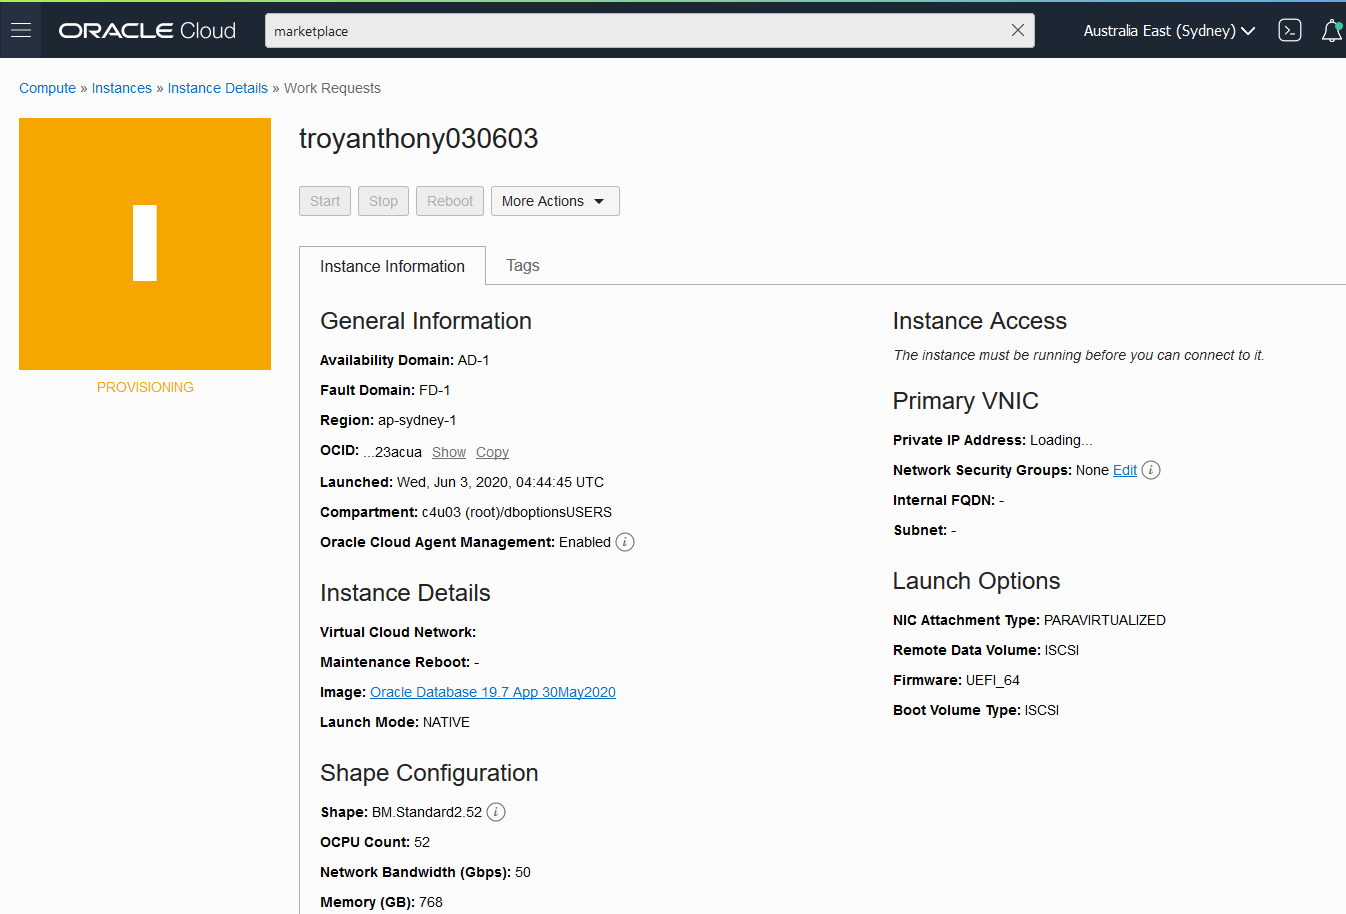 ORACLE Cloud
marketplace
Australia East (Sydney)
Compute » Instances » Instance Details » Work Requests
I
PROVISIONING
troyanthony030603
Start Stop Reboot More Actions
Instance Information Tags
General Information
Availability Domain: AD-1
Fault Domain: FD-1
Region: ap-sydney-1
OCID: ...23acua Show Copy
Launched: Wed, Jun 3, 2020, 04:44:45 UTC
Compartment: c4u03 (root)/dboptionsUSERS
Oracle Cloud Agent Management: Enabled i
Instance Details
Virtual Cloud Network:
Maintenance Reboot: -
Image: Oracle Database 19.7 App 30May2020
Launch Mode: NATIVE
Shape Configuration
Shape: BM.Standard2.52 i
OCPU Count: 52
Network Bandwidth (Gbps): 50
Memory (GB): 768
Instance Access
The instance must be running before you can connect to it.
Primary VNIC
Private IP Address: Loading...
Network Security Groups: None Edit i
Internal FQDN: -
Subnet: -
Launch Options
NIC Attachment Type: PARAVIRTUALIZED
Remote Data Volume: ISCSI
Firmware: UEFI_64
Boot Volume Type: ISCSI